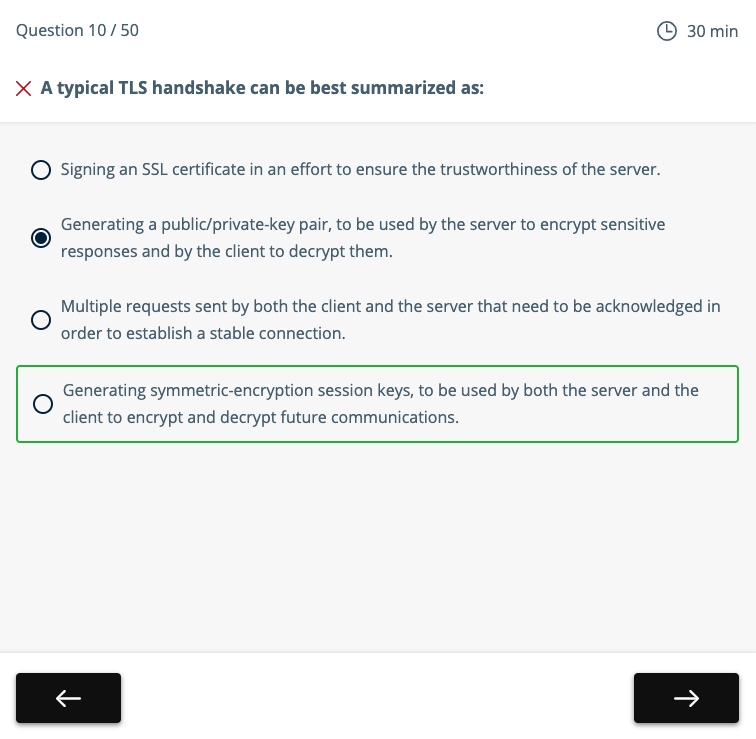 Question 10 / 50
30 min
A typical TLS handshake can be best summarized as:
Signing an SSL certificate in an effort to ensure the trustworthiness of the server.
Generating a public/private-key pair, to be used by the server to encrypt sensitive
responses and by the client to decrypt them.
Multiple requests sent by both the client and the server that need to be acknowledged in
order to establish a stable connection.
Generating symmetric-encryption session keys, to be used by both the server and the
client to encrypt and decrypt future communications.